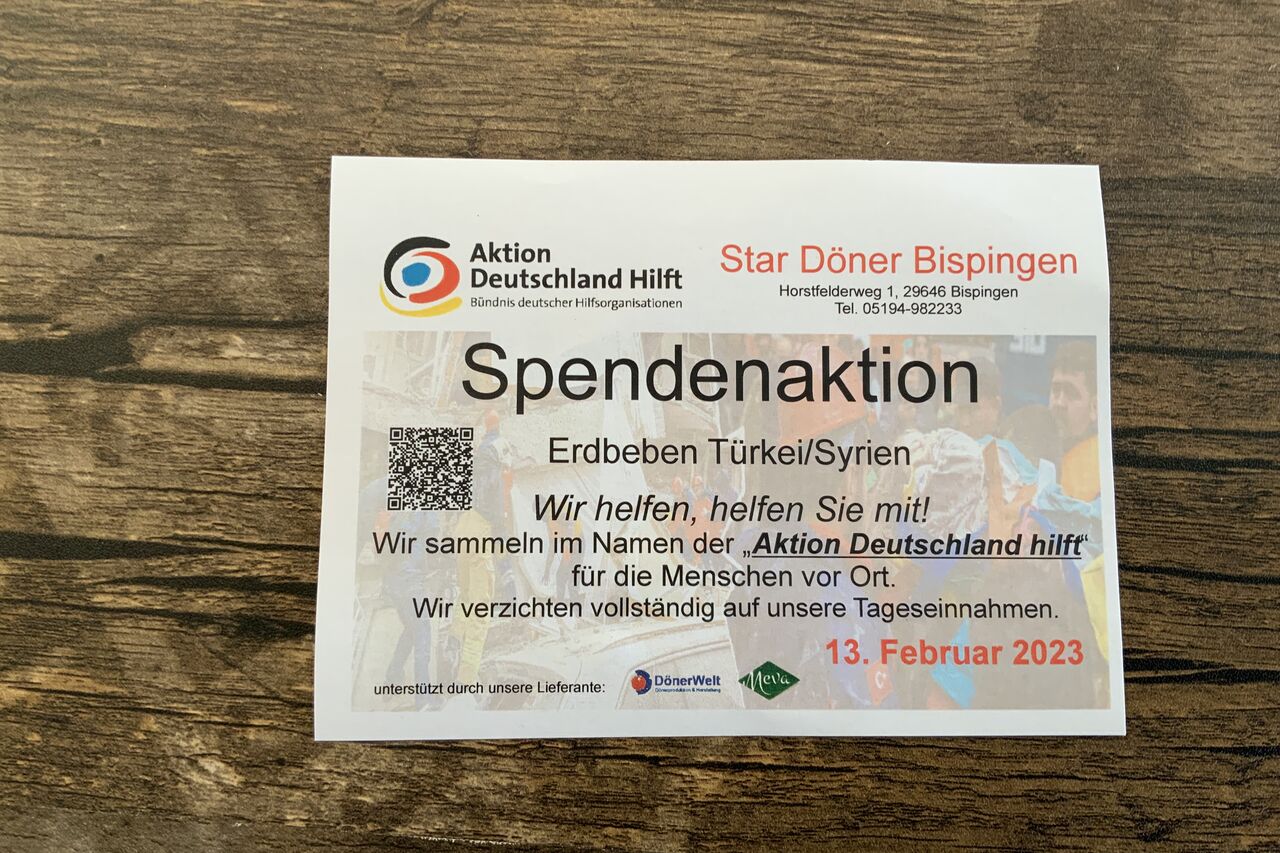 Aktion
Deutschland Hilft
Bündnis deutscher Hilfsorganisationen
Star Döner Bispingen
Horstfelderweg 1, 29646 Bispingen
Tel. 05194-982233
Spendenaktion
Erdbeben Türkei/Syrien
Wir helfen, helfen Sie mit!
Wir sammeln im Namen der „Aktion Deutschland hilft“
für die Menschen vor Ort.
Wir verzichten vollständig auf unsere Tageseinnahmen.
13. Februar 2023
unterstützt durch unsere Lieferante:
DönerWelt
Dönerproduktion & Herstellung
Meva